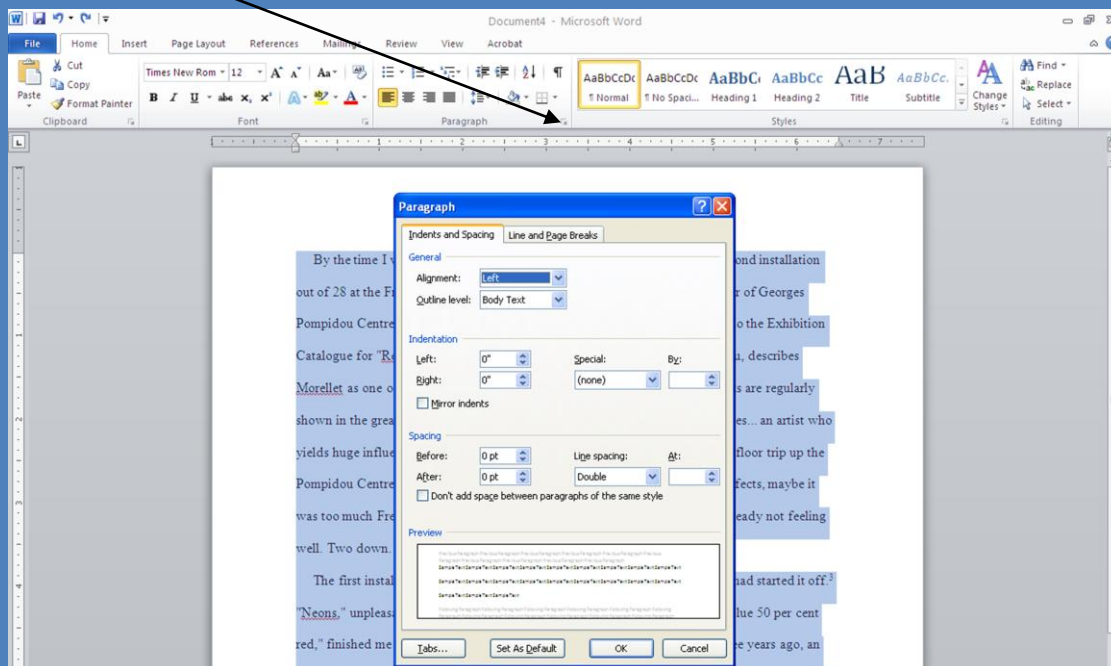 Document4 - Microsoft Word
File Home Insert Page Layout References Mailings Review View Acrobat
Paste
Cut
Copy
Format Painter
Clipboard
Times New Rom 12
Font
Paragraph
AaBbCcDc AaBbCcDc AaBbC AaBbCc AaB AaBbCc.
¶ Normal ¶ No Spaci... Heading 1 Heading 2 Title Subtitle
Change Styles
Styles
Find
Replace
Select
Editing
1 2 3 4 5 6 7
Paragraph
Indents and Spacing Line and Page Breaks
General
Alignment: Left
Outline level: Body Text
Indentation
Left: 0" Special: By:
Right: 0" (none)
Mirror indents
Spacing
Before: 0 pt Line spacing: At:
After: 0 pt Double
Don't add space between paragraphs of the same style
Preview
Tabs... Set As Default OK Cancel
By the time I ond installation
out of 28 at the r of Georges
Pompidou Centre o the Exhibition
Catalogue for describes
Morellet as one s are regularly
shown in the grea es... an artist who
yields huge influe floor trip up the
Pompidou Centre fects, maybe it
was too much Fre eady not feeling
well. Two down.
The first instal had started it off.³
"Neons," unpleas lue 50 per cent
red," finished me ee years ago, an